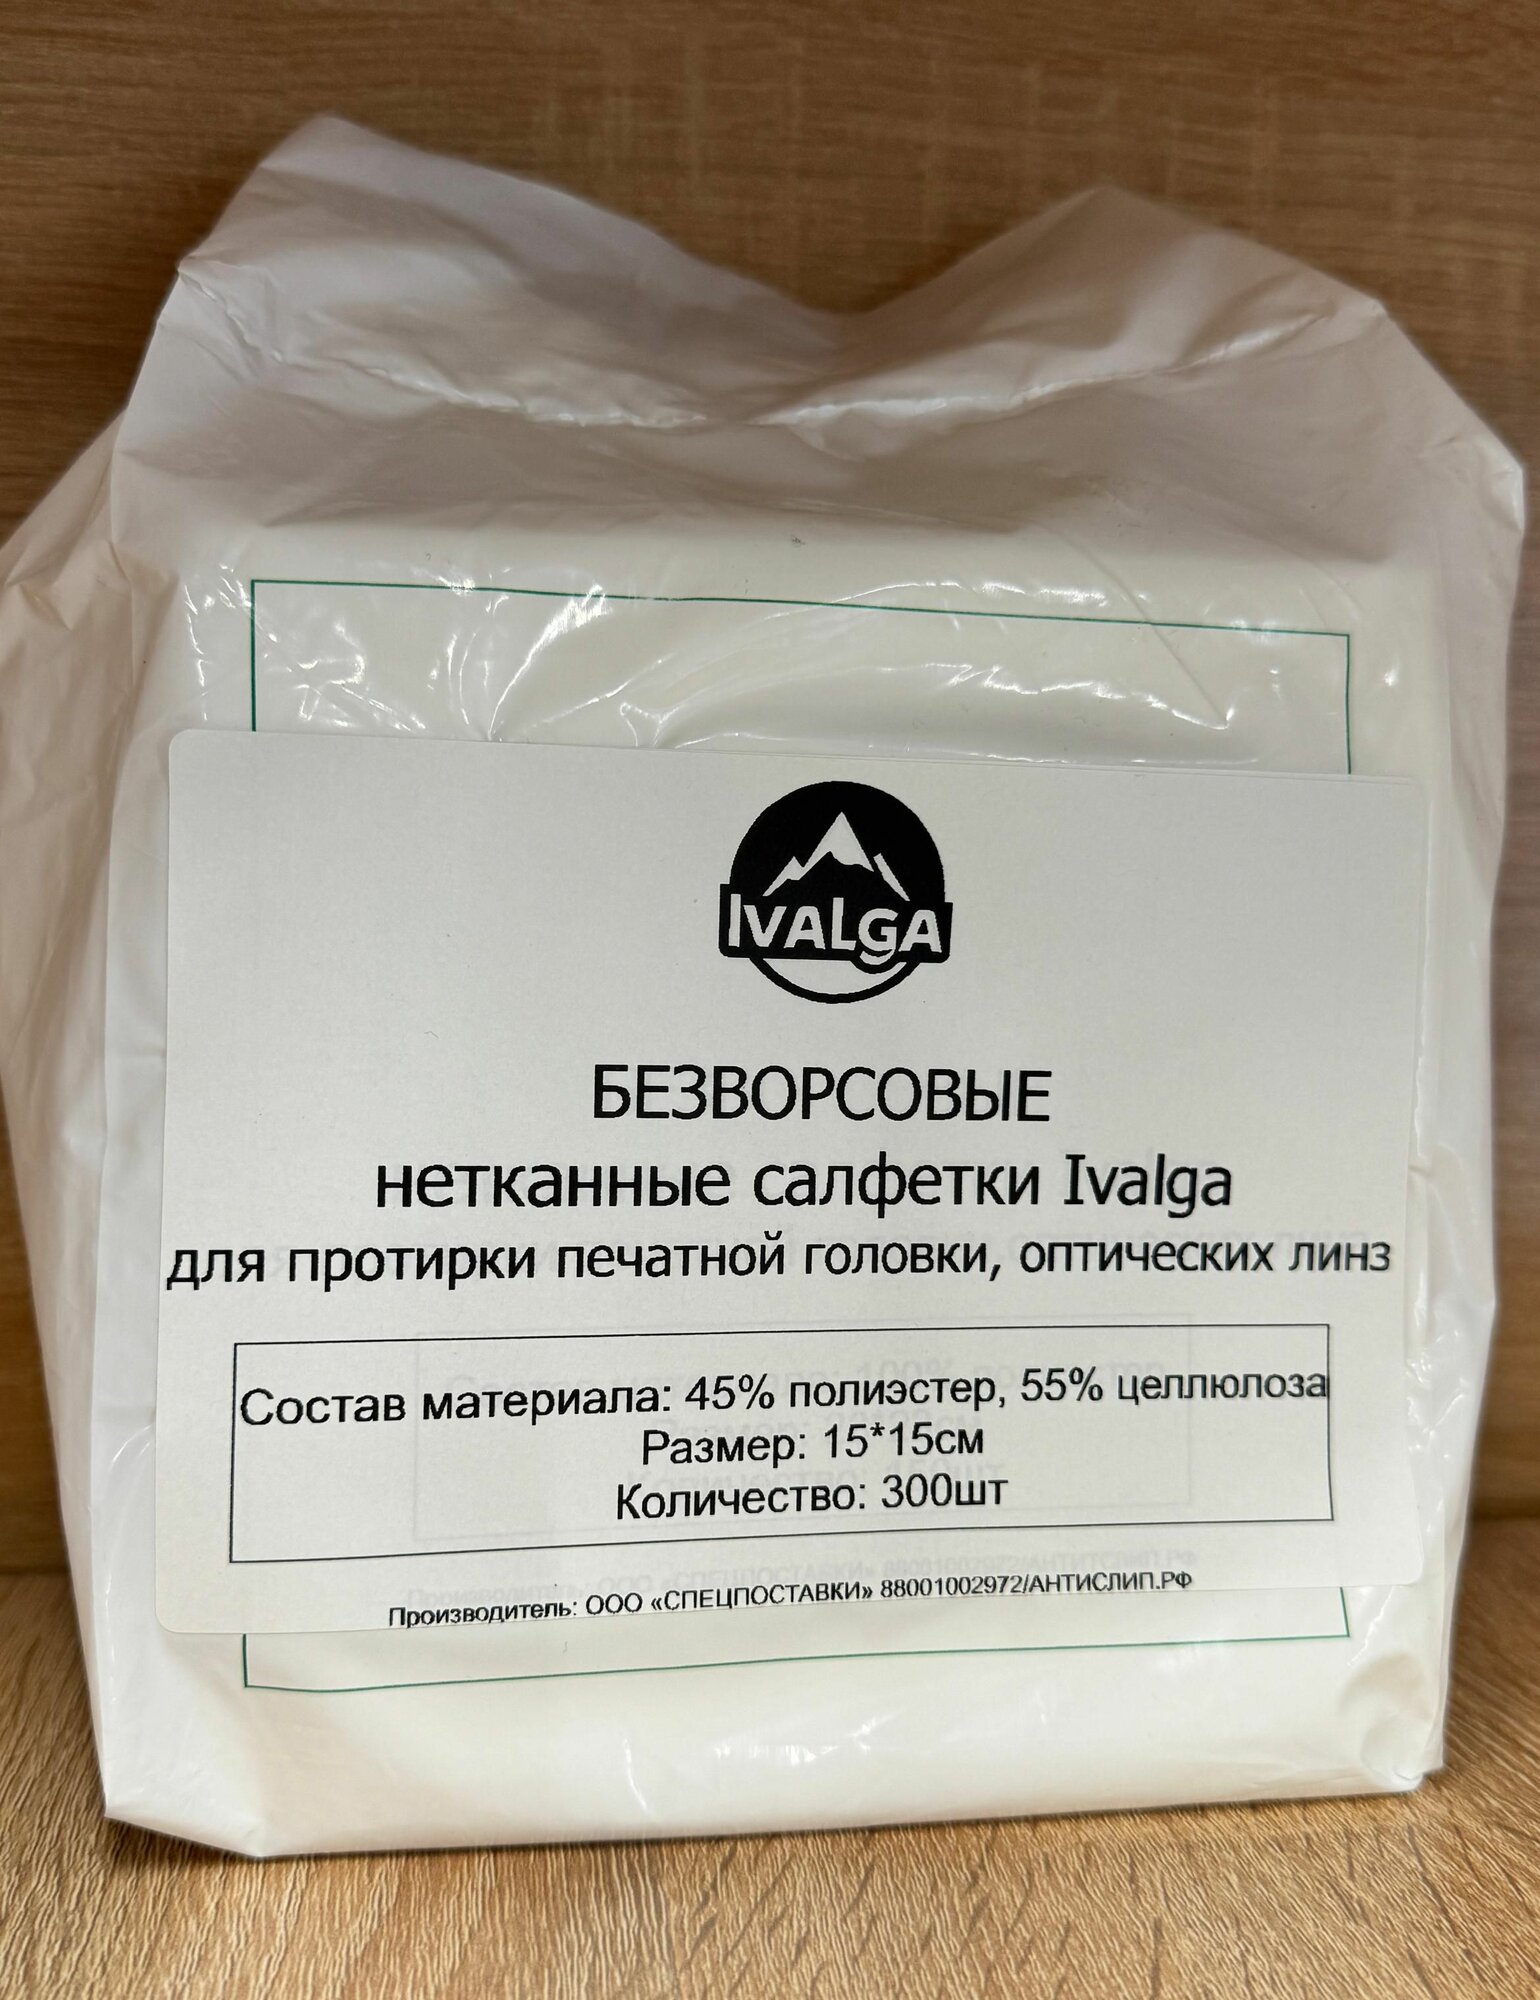 IVALGA
БЕЗВОРСОВЫЕ
нетканные салфетки Ivalga
для протирки печатной головки, оптических линз
Состав материала: 45% полиэстер, 55% целлюлоза
Размер: 15*15см
Количество: 300шт
Производитель: ООО «СПЕЦПОСТАВКИ» 88001002972/АНТИСЛИП.РФ